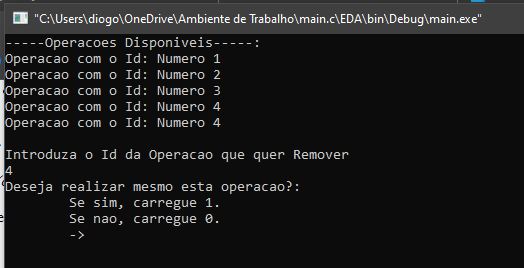 "C:\Users\diogo\OneDrive\Ambiente de Trabalho\main.c\EDA\bin\Debug\main.exe"
-----Operacoes Disponiveis-----:
Operacao com o Id: Numero 1
Operacao com o Id: Numero 2
Operacao com o Id: Numero 3
Operacao com o Id: Numero 4
Operacao com o Id: Numero 4
Introduza o Id da Operacao que quer Remover
4
Deseja realizar mesmo esta operacao?:
Se sim, carregue 1.
Se nao, carregue 0.
->